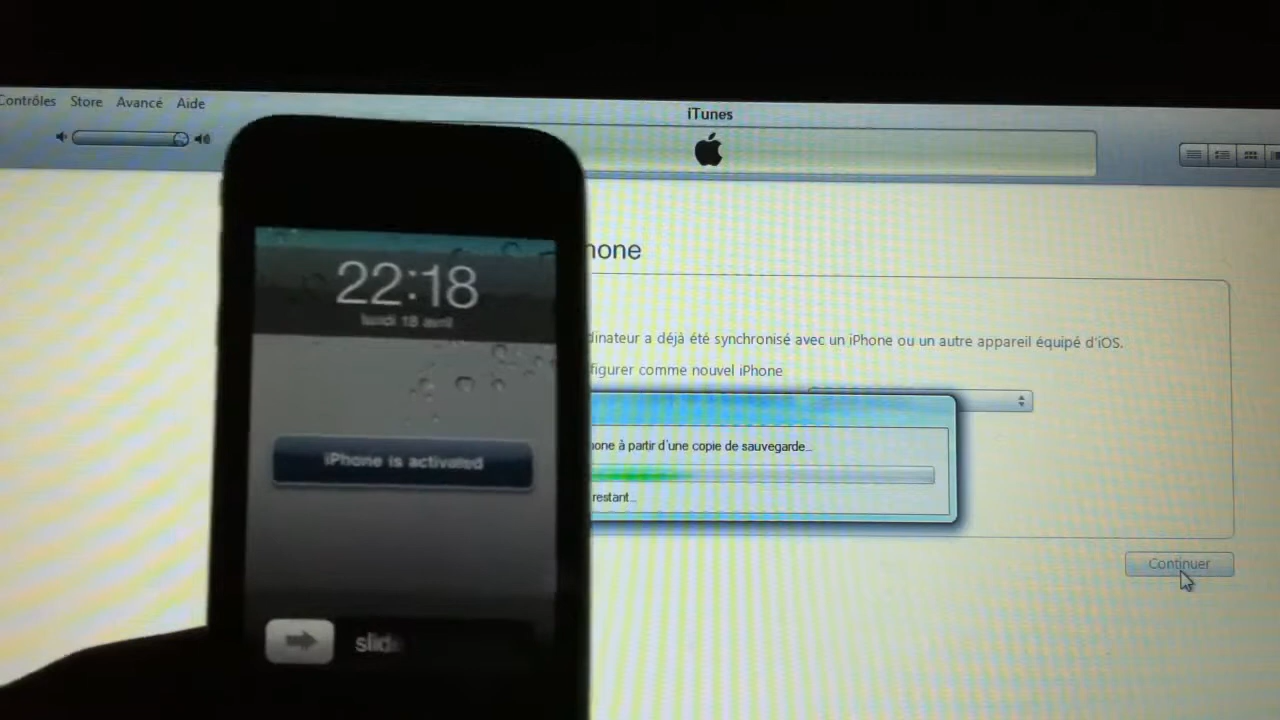 Contrôles Store Avancé Aide
iTunes
22:18
lundi 18 avril
iPhone is activated
slide
hone
dinateur a déjà été synchronisé avec un iPhone ou un autre appareil équipé d'iOS.
figurer comme nouvel iPhone
hone à partir d'une copie de sauvegarde...
restant...
Continuer